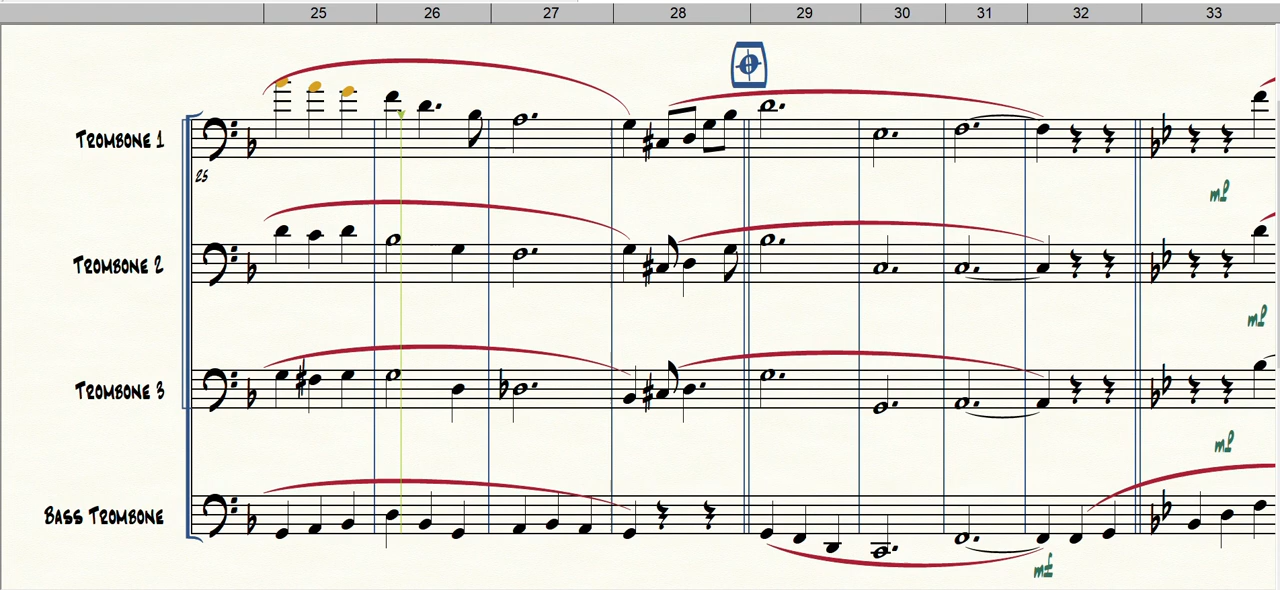 25 26 27 28 29 30 31 32 33
TROMBONE 1
25
mf
TROMBONE 2
mf
TROMBONE 3
mf
BASS TROMBONE
mf